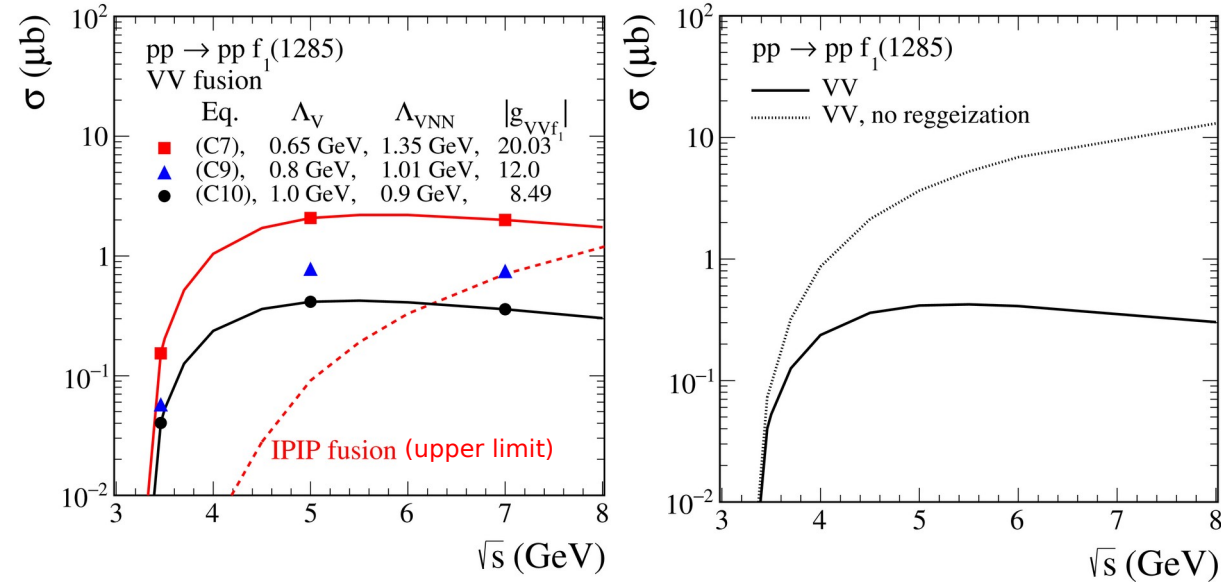 σ (μb)
10²
10
1
10⁻¹
10⁻²
pp → pp f₁(1285)
VV fusion
Eq. Λ_V Λ_VNN |g_VVf₁|
(C7), 0.65 GeV, 1.35 GeV, 20.03
(C9), 0.8 GeV, 1.01 GeV, 12.0
(C10), 1.0 GeV, 0.9 GeV, 8.49
IPIP fusion (upper limit)
3 4 5 6 7 8
√s (GeV)
σ (μb)
10²
10
1
10⁻¹
10⁻²
pp → pp f₁(1285)
VV
VV, no reggeization
3 4 5 6 7 8
√s (GeV)